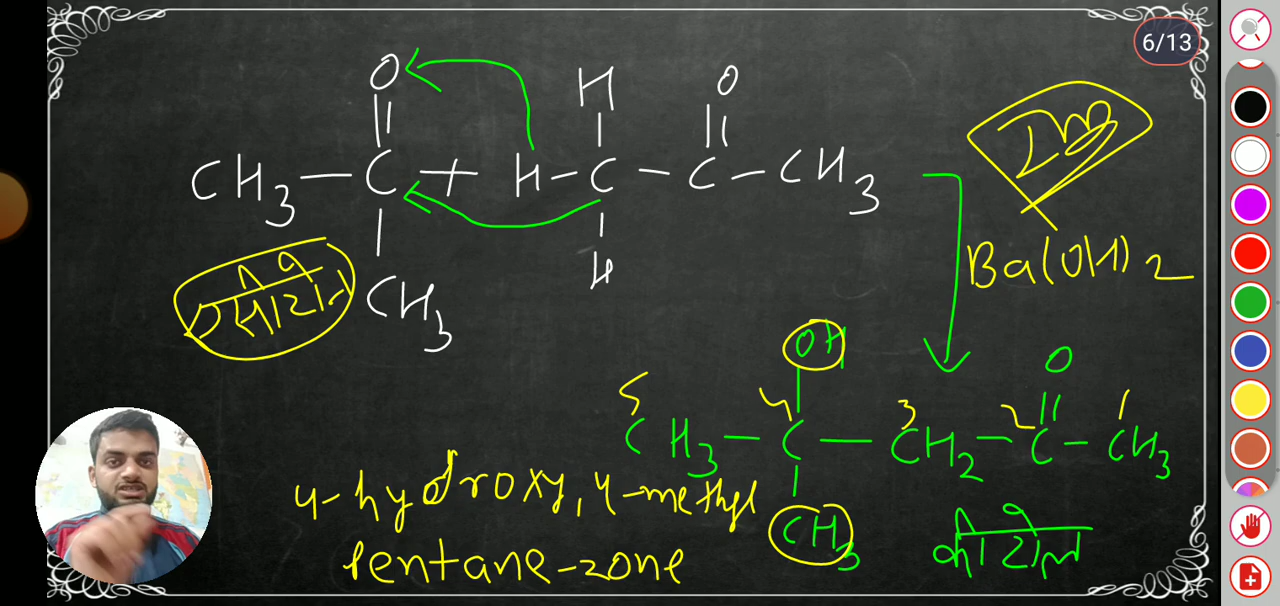 6/13
O H O
CH3 – C + H – C – C – CH3
Imp
Ba(OH)2
CH3
H
OH O
5 4 3 2 1
CH3 – C – CH2 – C – CH3
CH3
4-hydroxy, 4-methyl
Pentane-2one